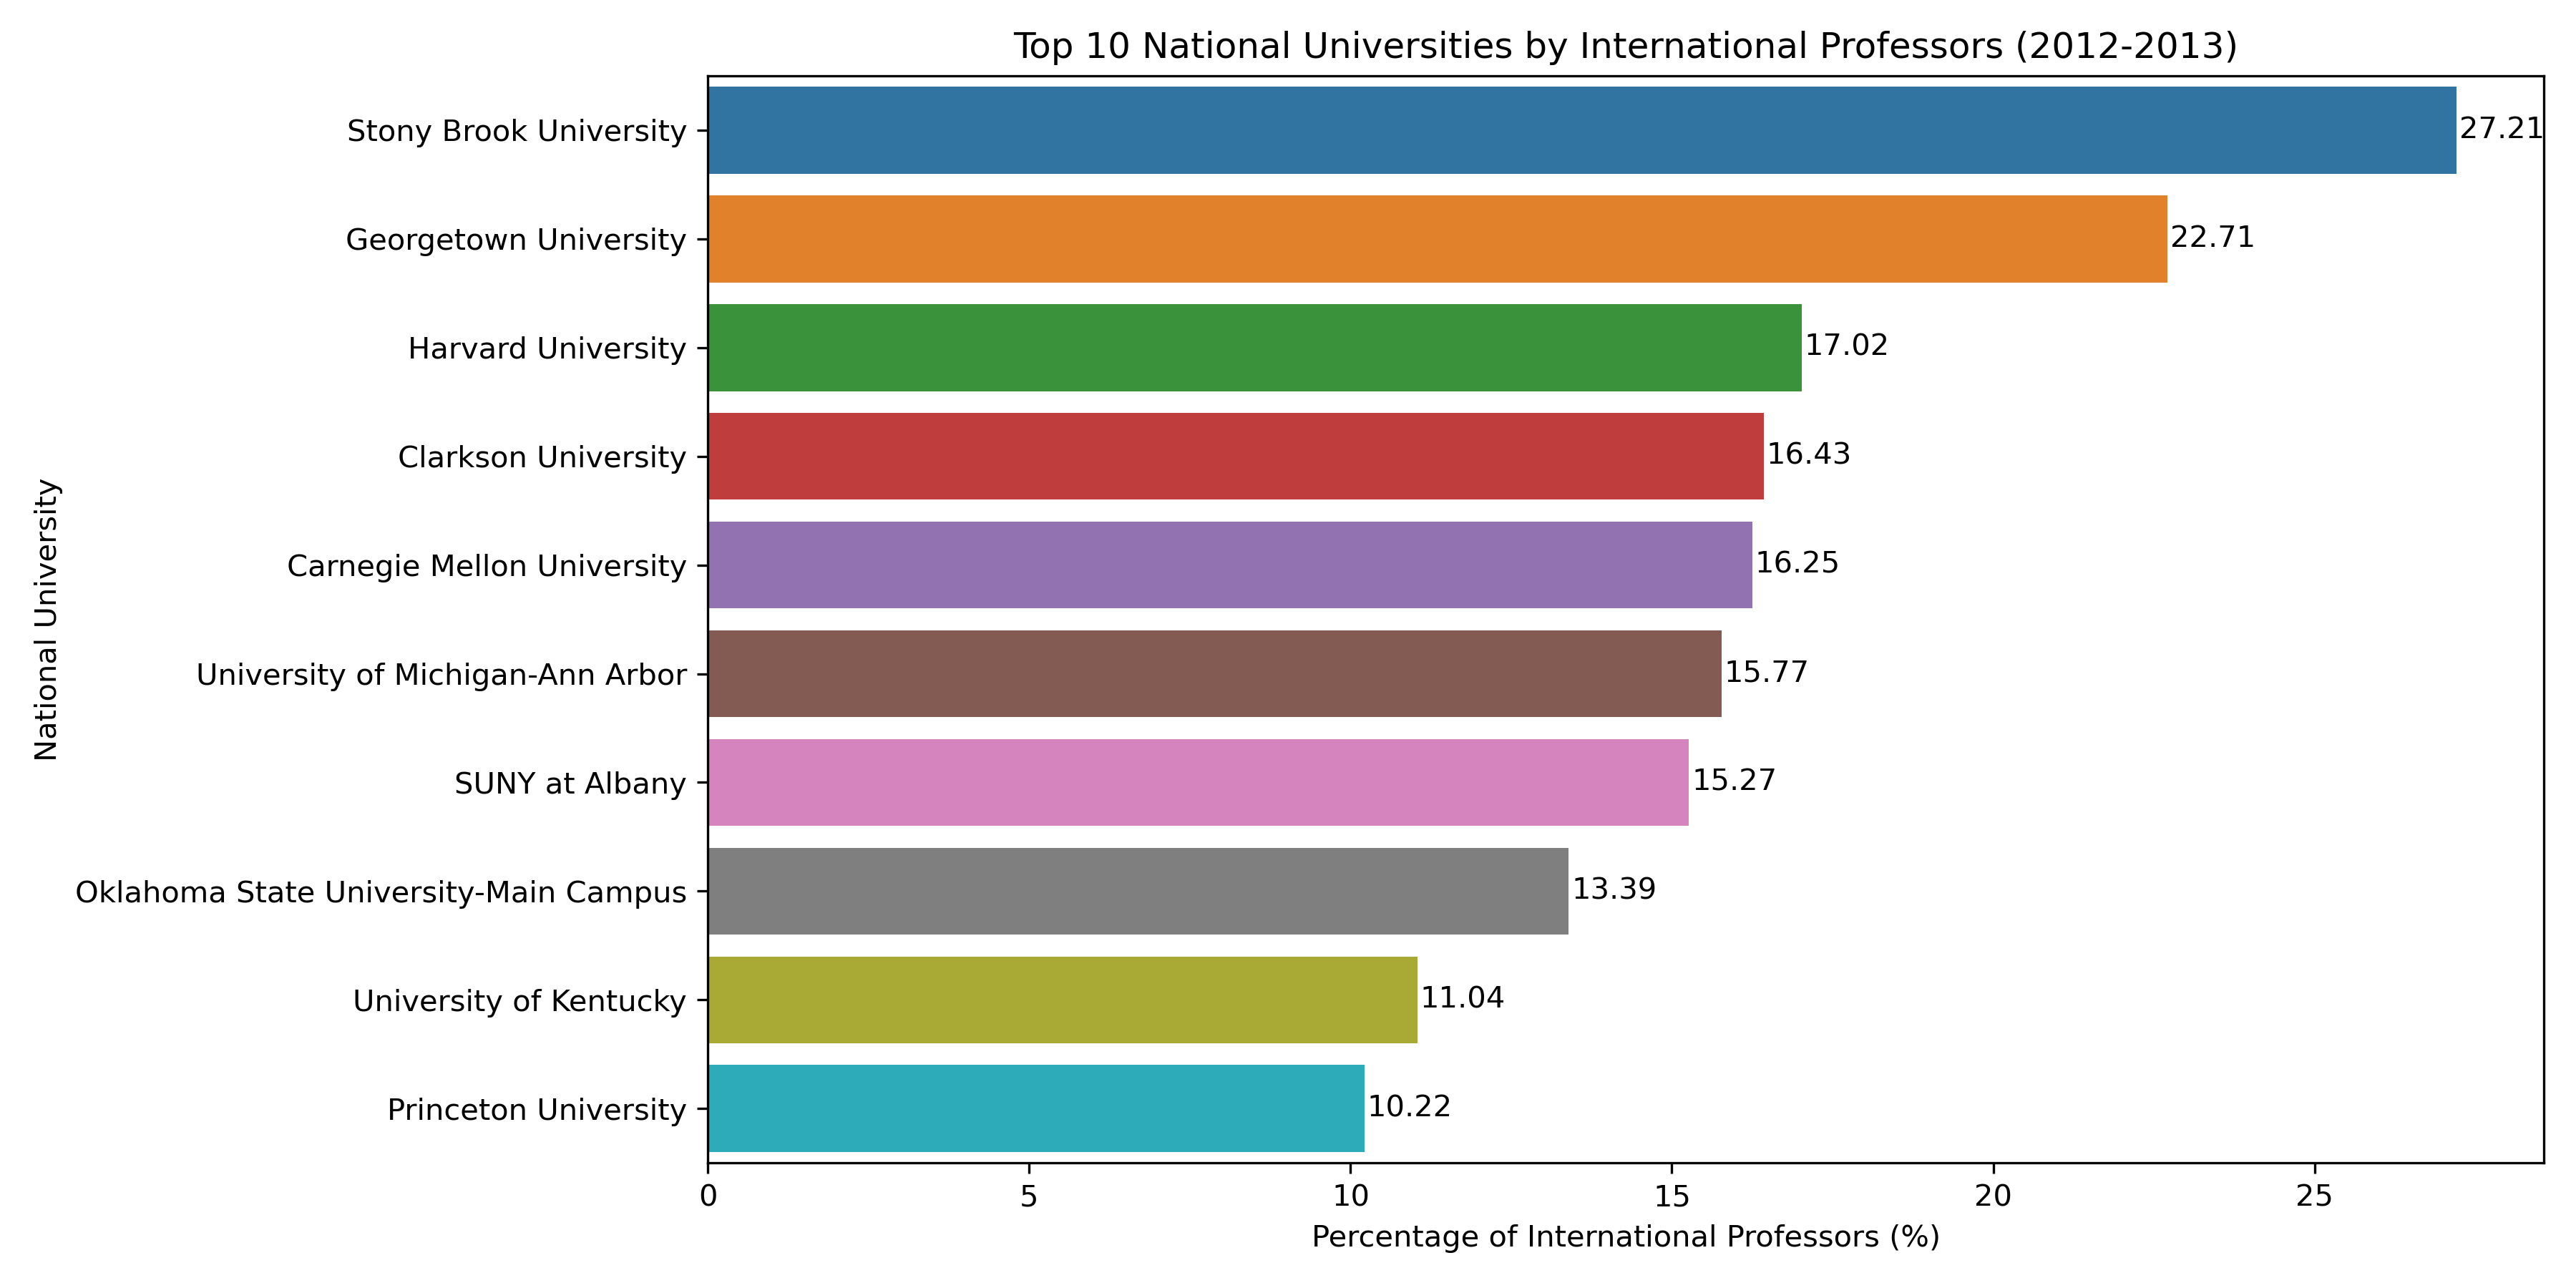 Top 10 National Universities by International Professors (2012-2013)
National University
Stony Brook University
27.21
Georgetown University
22.71
Harvard University
17.02
Clarkson University
16.43
Carnegie Mellon University
16.25
University of Michigan-Ann Arbor
15.77
SUNY at Albany
15.27
Oklahoma State University-Main Campus
13.39
University of Kentucky
11.04
Princeton University
10.22
0 5 10 15 20 25
Percentage of International Professors (%)